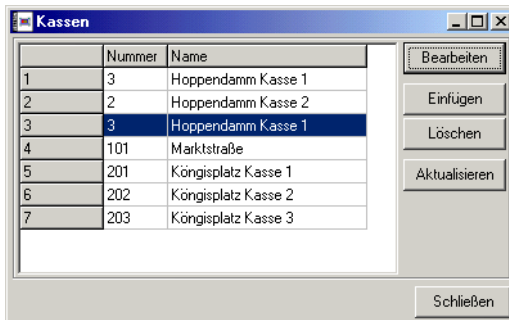 Kassen
Nummer Name
1 3 Hoppendamm Kasse 1
2 2 Hoppendamm Kasse 2
3 3 Hoppendamm Kasse 1
4 101 Marktstraße
5 201 Köngisplatz Kasse 1
6 202 Köngisplatz Kasse 2
7 203 Köngisplatz Kasse 3
Bearbeiten
Einfügen
Löschen
Aktualisieren
Schließen